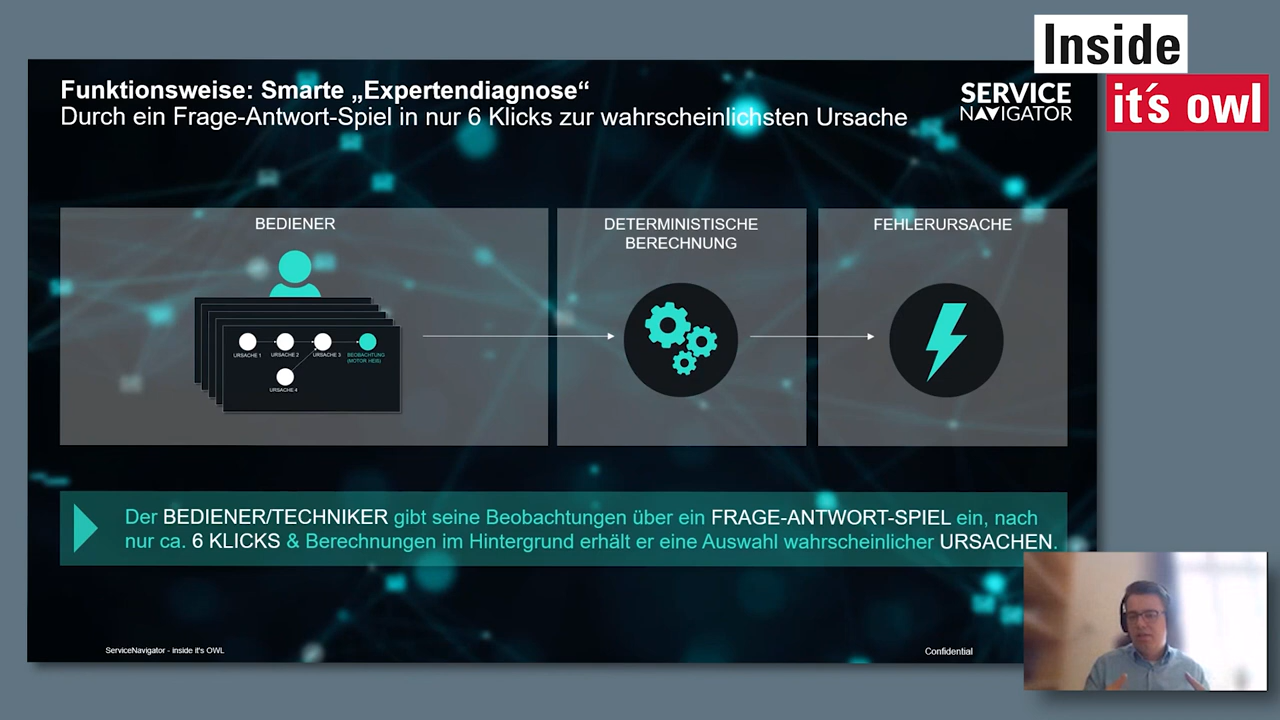 Inside
it's owl
Funktionsweise: Smarte „Expertendiagnose“
Durch ein Frage-Antwort-Spiel in nur 6 Klicks zur wahrscheinlichsten Ursache
SERVICE
NAVIGATOR
BEDIENER
URSACHE 1
URSACHE 2
URSACHE 3
BEOBACHTUNG
(MOTOR HEIß)
URSACHE 4
DETERMINISTISCHE
BERECHNUNG
FEHLERURSACHE
Der BEDIENER/TECHNIKER gibt seine Beobachtungen über ein FRAGE-ANTWORT-SPIEL ein, nach
nur ca. 6 KLICKS & Berechnungen im Hintergrund erhält er eine Auswahl wahrscheinlicher URSACHEN.
ServiceNavigator - inside it's OWL
Confidential